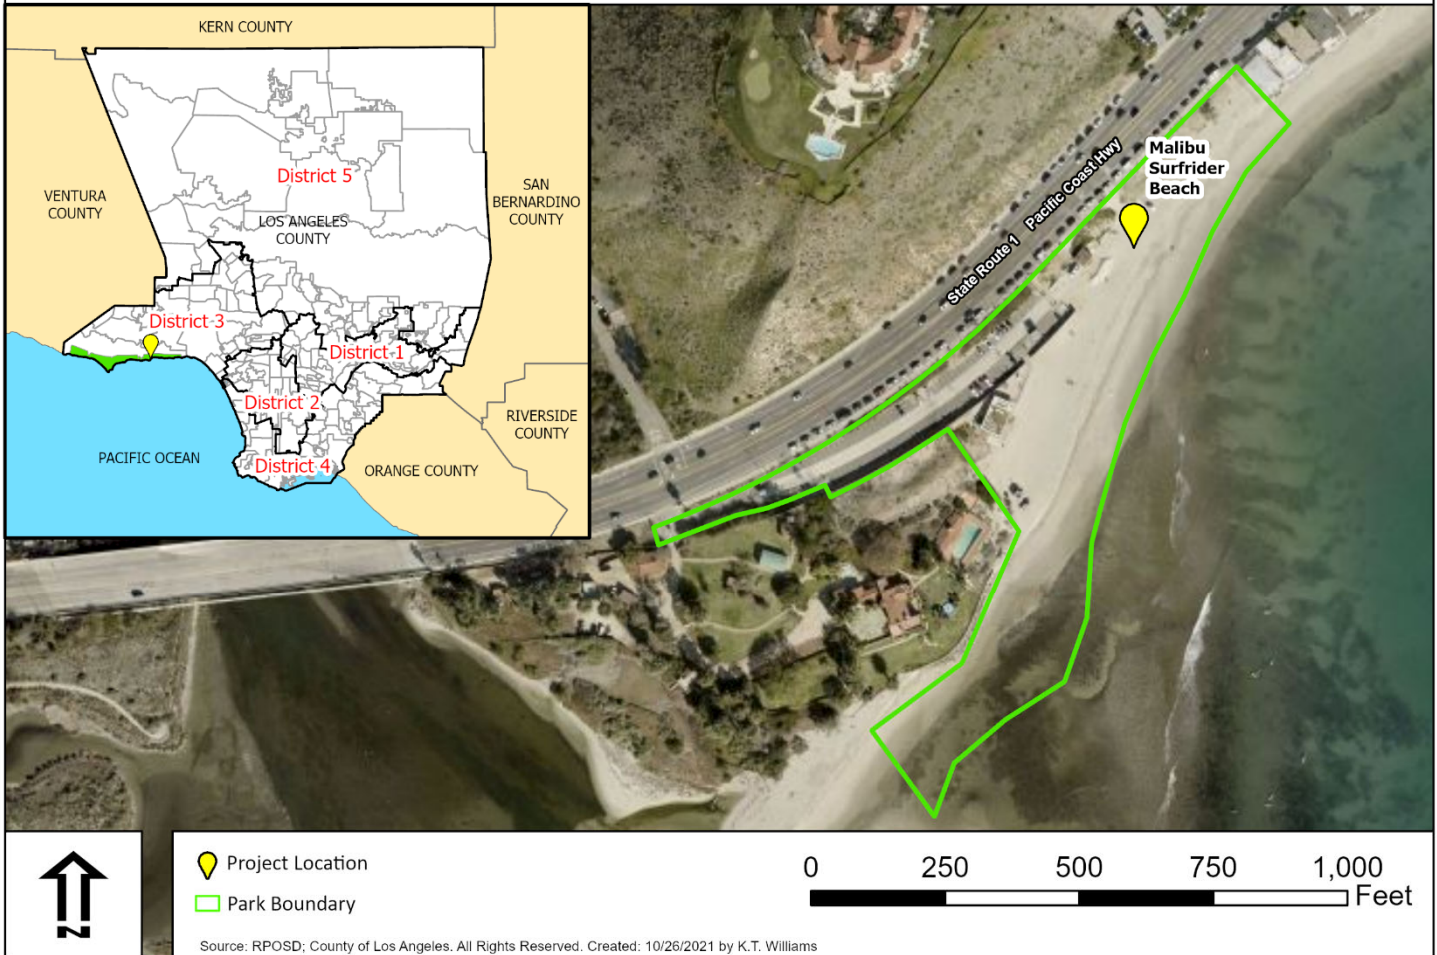 KERN COUNTY
VENTURA
COUNTY
District 5
LOS ANGELES
COUNTY
SAN
BERNARDINO
COUNTY
District 3
District 1
District 2
District 4
PACIFIC OCEAN
ORANGE COUNTY
RIVERSIDE
COUNTY
State Route 1 Pacific Coast Hwy
Malibu
Surfrider
Beach
N
Project Location
Park Boundary
0 250 500 750 1,000
Feet
Source: RPOSD; County of Los Angeles. All Rights Reserved. Created: 10/26/2021 by K.T. Williams